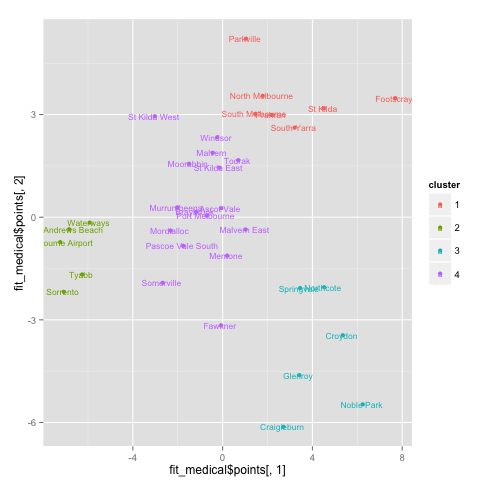 Parkville
North Melbourne
Footscray
St Kilda
South Melbourne
South Yarra
St Kilda West
Windsor
Malvern
Toorak
Moorabbin
St Kilda East
Murrumbeena
Ascot Vale
Port Melbourne
Waterways
Andrews Beach
Mordialloc
Malvern East
ourne Airport
Pascoe Vale South
Mentone
Tyabb
Somerville
Sorrento
Springvale
Northcote
Fawkner
Croydon
Glenroy
Noble Park
Craigieburn
3
0
-3
-6
-4
0
4
8
fit_medical$points[, 1]
fit_medical$points[, 2]
cluster
1
2
3
4